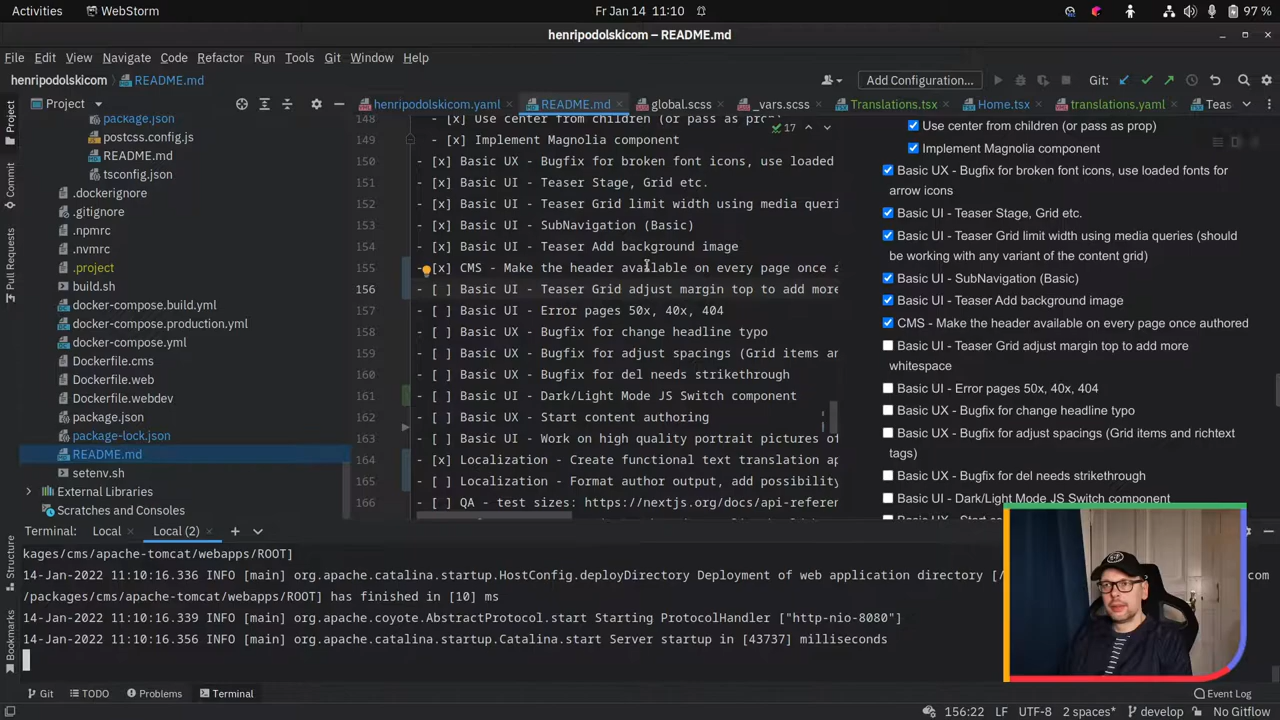 Activities
WebStorm
Fri Jan 14 11:10
97 %
henripodolskicom – README.md
File Edit View Navigate Code Refactor Run Tools Git Window Help
henripodolskicom README.md
Add Configuration...
Git:
Project
henripodolskicom.yaml
README.md
global.scss
_vars.scss
Translations.tsx
Home.tsx
translations.yaml
Teas
Project
Commit
Pull Requests
Structure
Bookmarks
package.json
postcss.config.js
README.md
tsconfig.json
.dockerignore
.gitignore
.npmrc
.nvmrc
.project
build.sh
docker-compose.build.yml
docker-compose.production.yml
docker-compose.yml
Dockerfile.cms
Dockerfile.web
Dockerfile.webdev
package.json
package-lock.json
README.md
setenv.sh
External Libraries
Scratches and Consoles
17
148 - [x] Use center from children (or pass as prop)
149 - [x] Implement Magnolia component
150 - [x] Basic UX - Bugfix for broken font icons, use loaded
151 - [x] Basic UI - Teaser Stage, Grid etc.
152 - [x] Basic UI - Teaser Grid limit width using media queri
153 - [x] Basic UI - SubNavigation (Basic)
154 - [x] Basic UI - Teaser Add background image
155 - [x] CMS - Make the header available on every page once a
156 - [ ] Basic UI - Teaser Grid adjust margin top to add more
157 - [ ] Basic UI - Error pages 50x, 40x, 404
158 - [ ] Basic UX - Bugfix for change headline typo
159 - [ ] Basic UX - Bugfix for adjust spacings (Grid items an
160 - [ ] Basic UX - Bugfix for del needs strikethrough
161 - [ ] Basic UI - Dark/Light Mode JS Switch component
162 - [ ] Basic UX - Start content authoring
163 - [ ] Basic UI - Work on high quality portrait pictures of
164 - [x] Localization - Create functional text translation ap
165 - [ ] Localization - Format author output, add possibility
166 - [ ] QA - test sizes: https://nextjs.org/docs/api-referen
Use center from children (or pass as prop)
Implement Magnolia component
Basic UX - Bugfix for broken font icons, use loaded fonts for
arrow icons
Basic UI - Teaser Stage, Grid etc.
Basic UI - Teaser Grid limit width using media queries (should
be working with any variant of the content grid)
Basic UI - SubNavigation (Basic)
Basic UI - Teaser Add background image
CMS - Make the header available on every page once authored
Basic UI - Teaser Grid adjust margin top to add more
whitespace
Basic UI - Error pages 50x, 40x, 404
Basic UX - Bugfix for change headline typo
Basic UX - Bugfix for adjust spacings (Grid items and richtext
tags)
Basic UX - Bugfix for del needs strikethrough
Basic UI - Dark/Light Mode JS Switch component
Terminal: Local Local (2)
kages/cms/apache-tomcat/webapps/ROOT]
14-Jan-2022 11:10:16.336 INFO [main] org.apache.catalina.startup.HostConfig.deployDirectory Deployment of web application directory [/
com
/packages/cms/apache-tomcat/webapps/ROOT] has finished in [10] ms
14-Jan-2022 11:10:16.339 INFO [main] org.apache.coyote.AbstractProtocol.start Starting ProtocolHandler ["http-nio-8080"]
14-Jan-2022 11:10:16.356 INFO [main] org.apache.catalina.startup.Catalina.start Server startup in [43737] milliseconds
Git TODO Problems Terminal
Event Log
156:22 LF UTF-8 2 spaces* develop No Gitflow